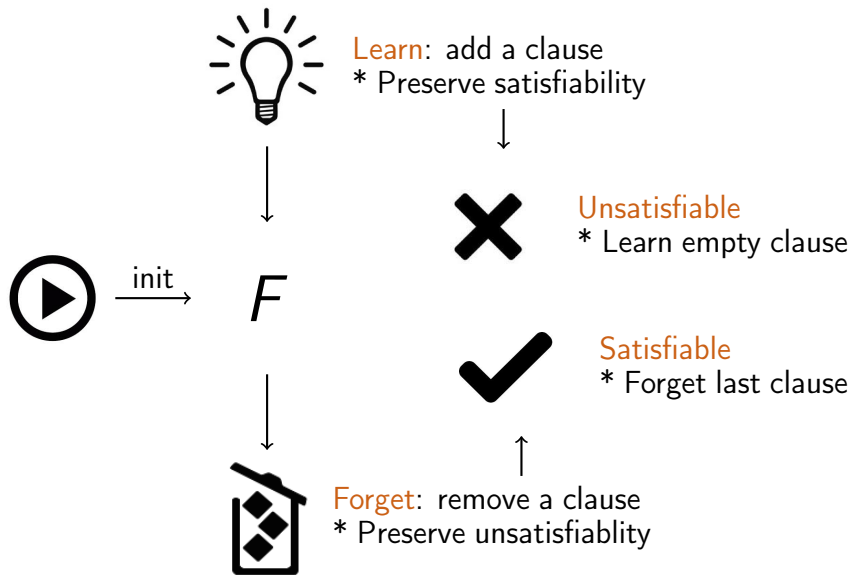 Learn: add a clause
* Preserve satisfiability
Unsatisfiable
* Learn empty clause
init
F
Satisfiable
* Forget last clause
Forget: remove a clause
* Preserve unsatisfiablity